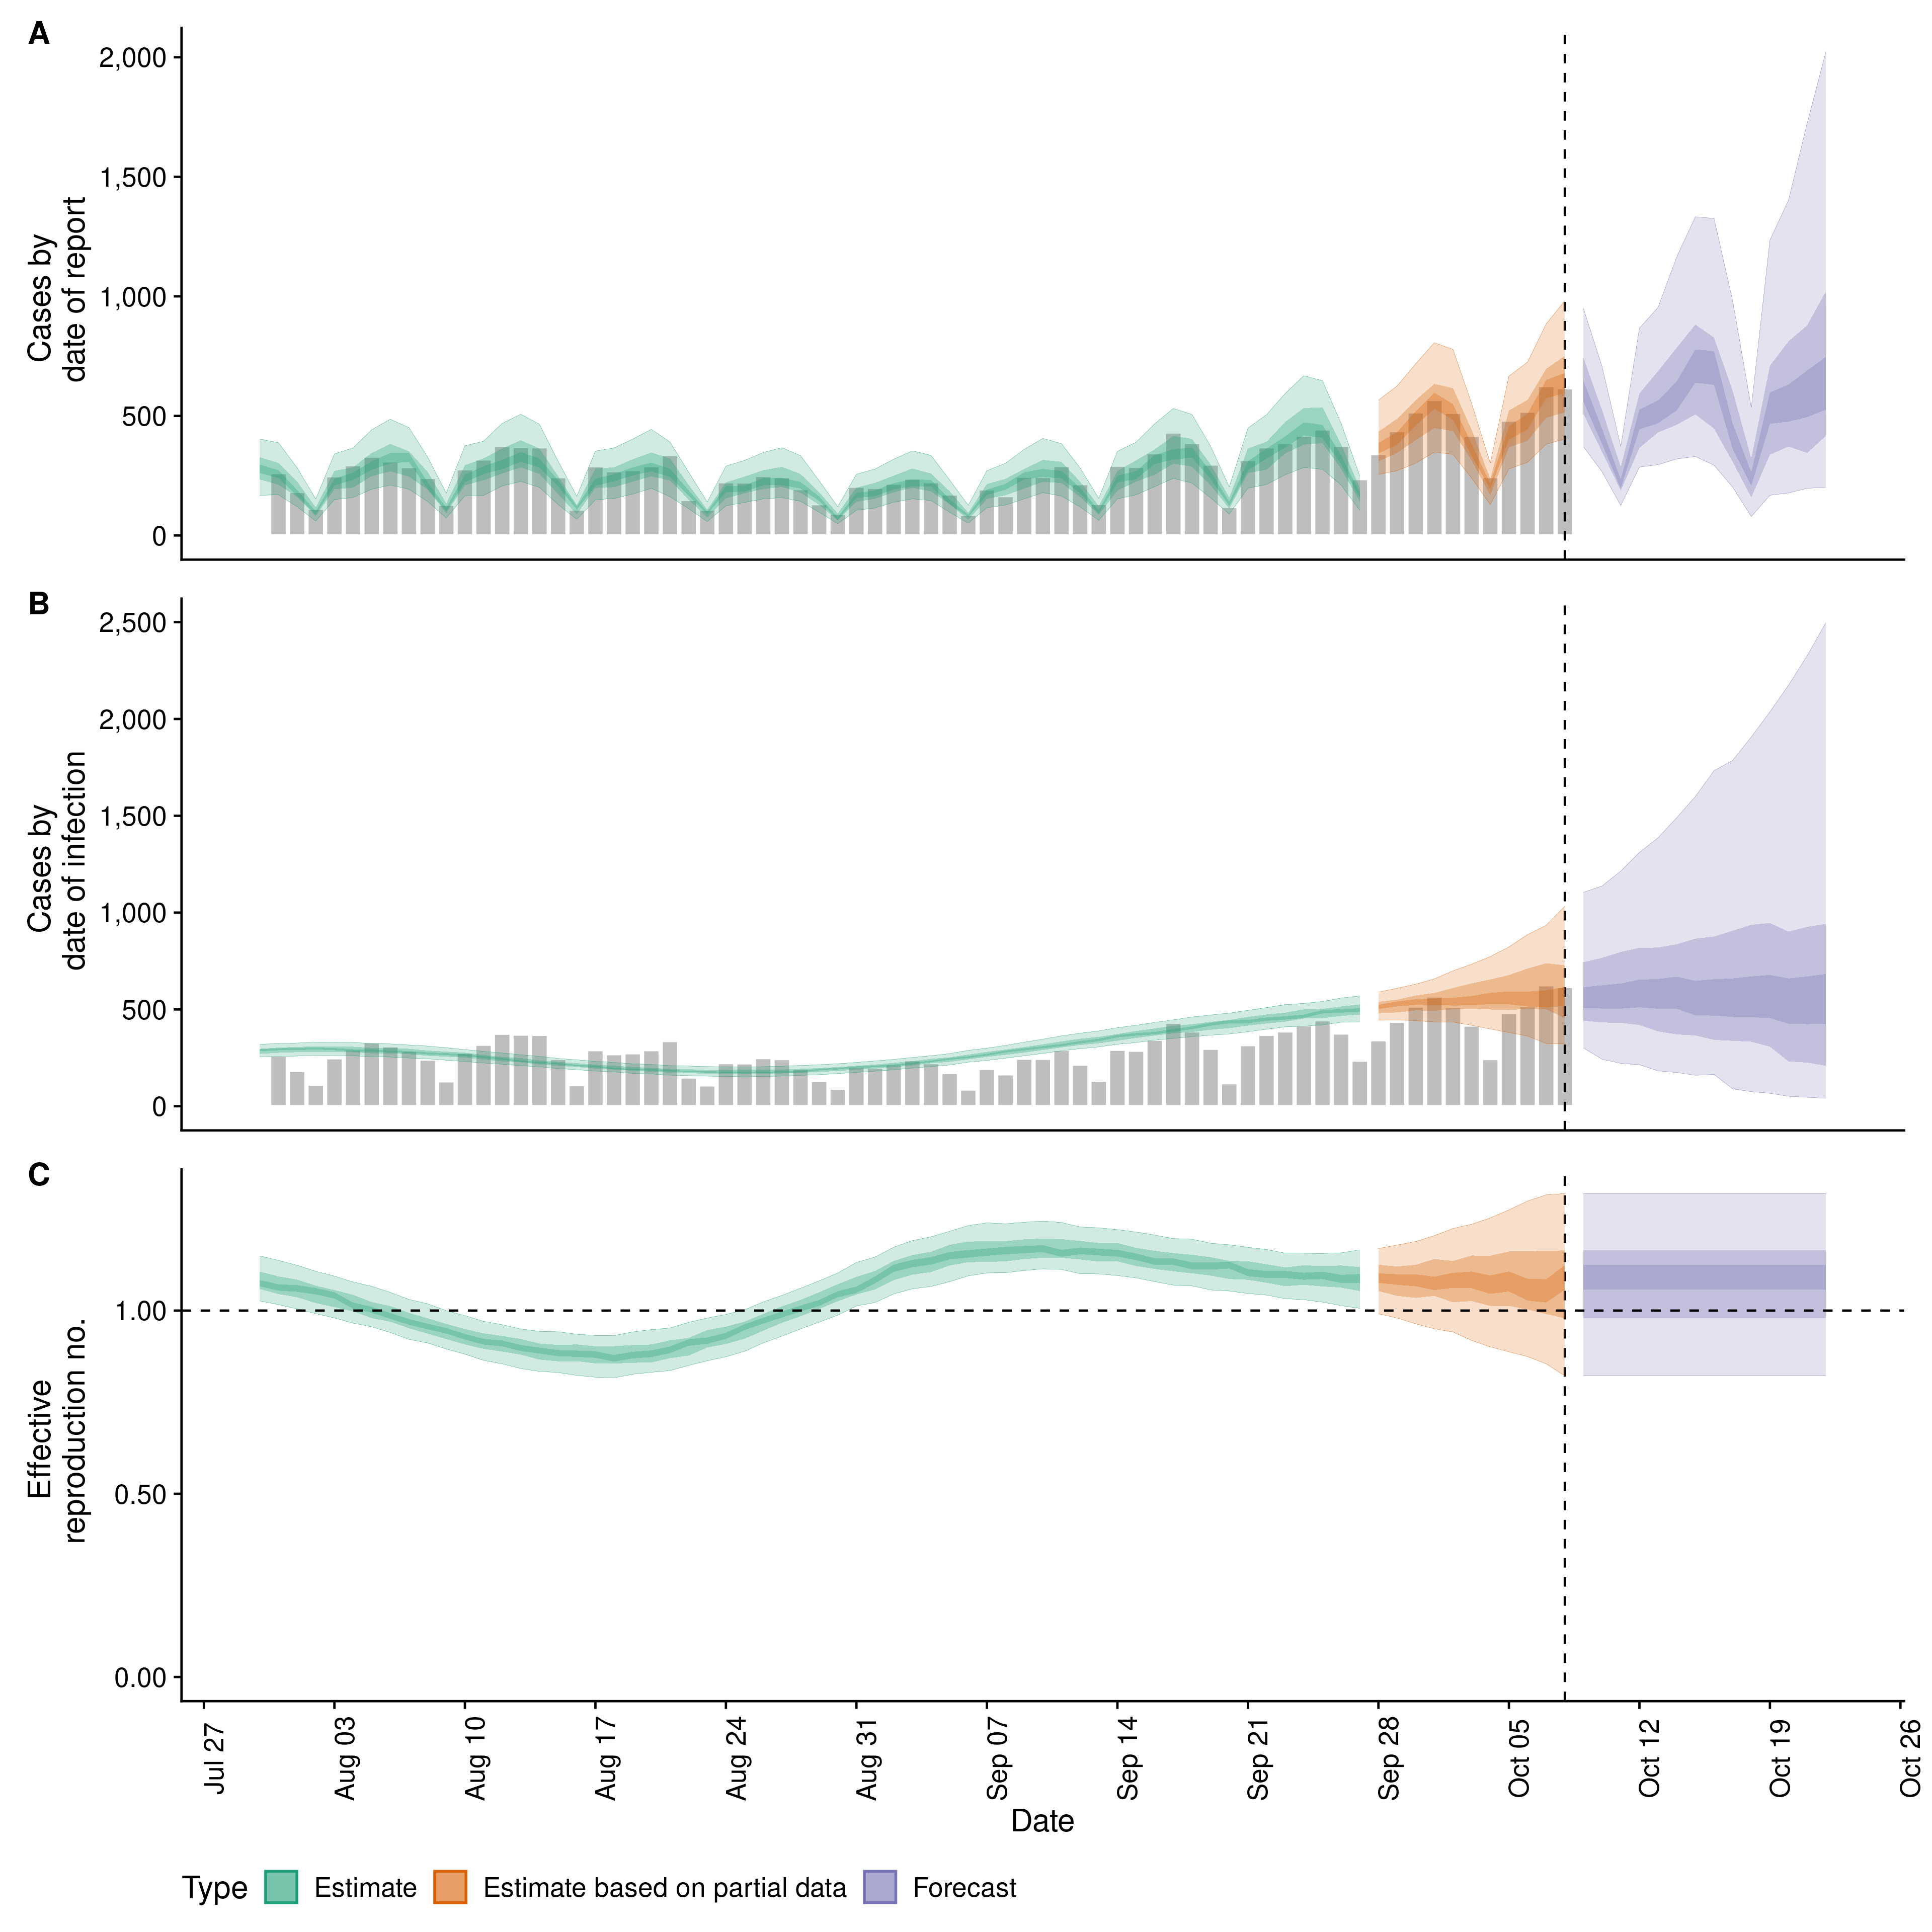 A
Cases by
date of report
2,000
1,500
1,000
500
0
B
Cases by
date of infection
2,500
2,000
1,500
1,000
500
0
C
Effective
reproduction no.
1.00
0.50
0.00
Jul 27
Aug 03
Aug 10
Aug 17
Aug 24
Aug 31
Sep 07
Sep 14
Sep 21
Sep 28
Oct 05
Oct 12
Oct 19
Oct 26
Date
Type Estimate Estimate based on partial data Forecast